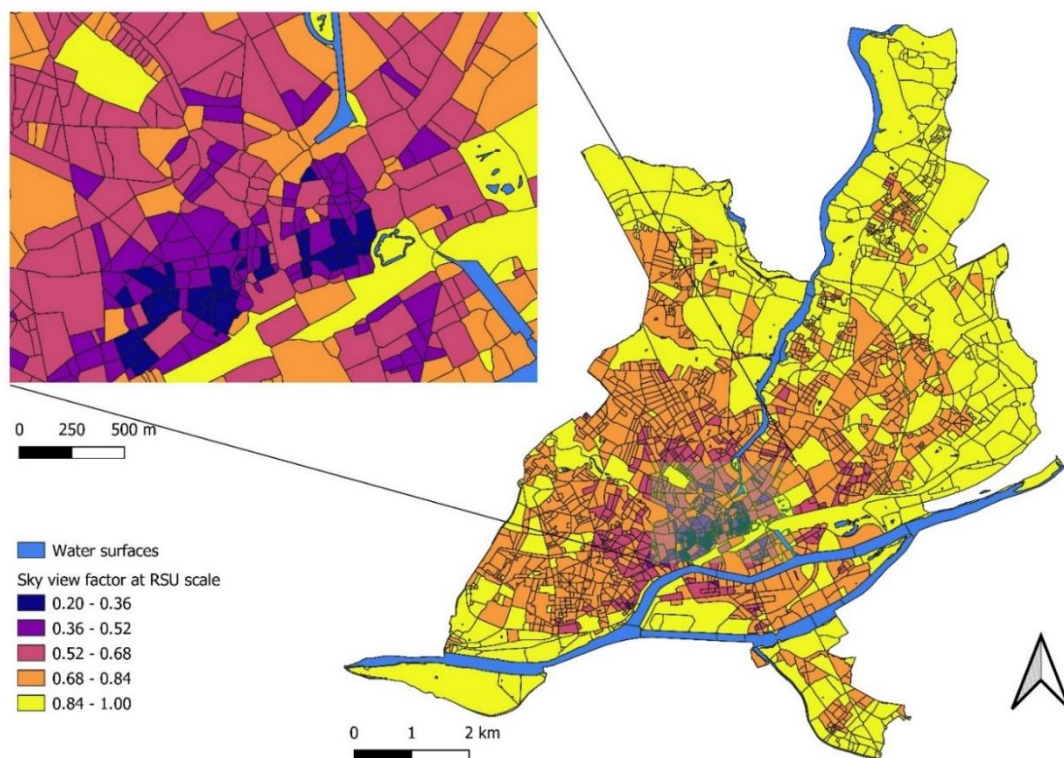 0 250 500 m
Water surfaces
Sky view factor at RSU scale
0.20 - 0.36
0.36 - 0.52
0.52 - 0.68
0.68 - 0.84
0.84 - 1.00
0 1 2 km